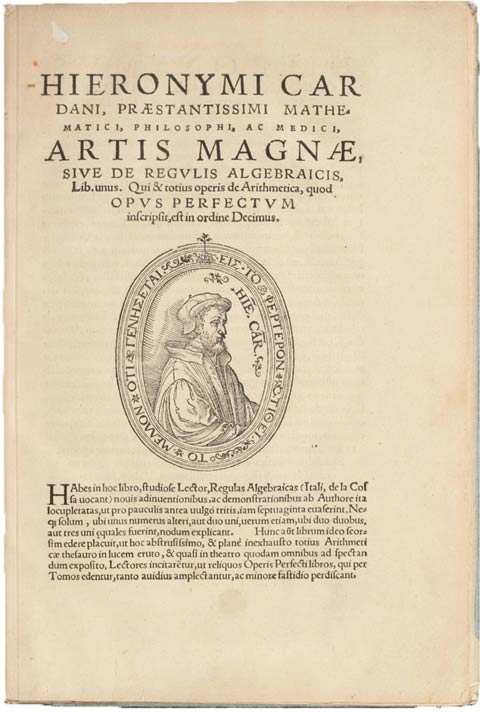 HIERONYMI CAR
DANI, PRÆSTANTISSIMI MATHE-
MATICI, PHILOSOPHI, AC MEDICI,
ARTIS MAGNÆ,
SIVE DE REGVLIS ALGEBRAICIS,
Lib. unus. Qui & totius operis de Arithmetica, quod
OPVS PERFECTVM
inscripsit, est in ordine Decimus.
HIE. CAR.
HAbes in hoc libro, studiose Lector, Regulas Algebraicas (Itali, de la Cos
sa uocant) nouis adinuentionibus, ac demonstrationibus ab Authore ita
locupletatas, ut pro pauculis antea uulgò tritis, iam septuaginta euaserint. Ne-
q; solum, ubi unus numerus alteri, aut duo uni, uerum etiam, ubi duo duobus,
aut tres uni ęquales fuerint, nodum explicant. Hunc aũt librum ideo seor-
sim edere placuit, ut hoc abstrusissimo, & planè inexhausto totius Arithmeti
cæ thesauro in lucem eruto, & quasi in theatro quodam omnibus ad spectan
dum exposito, Lectores incitarẽtur, ut reliquos Operis Perfecti libros, qui per
Tomos edentur, tanto auidius amplectantur, ac minore fastidio perdiscant.